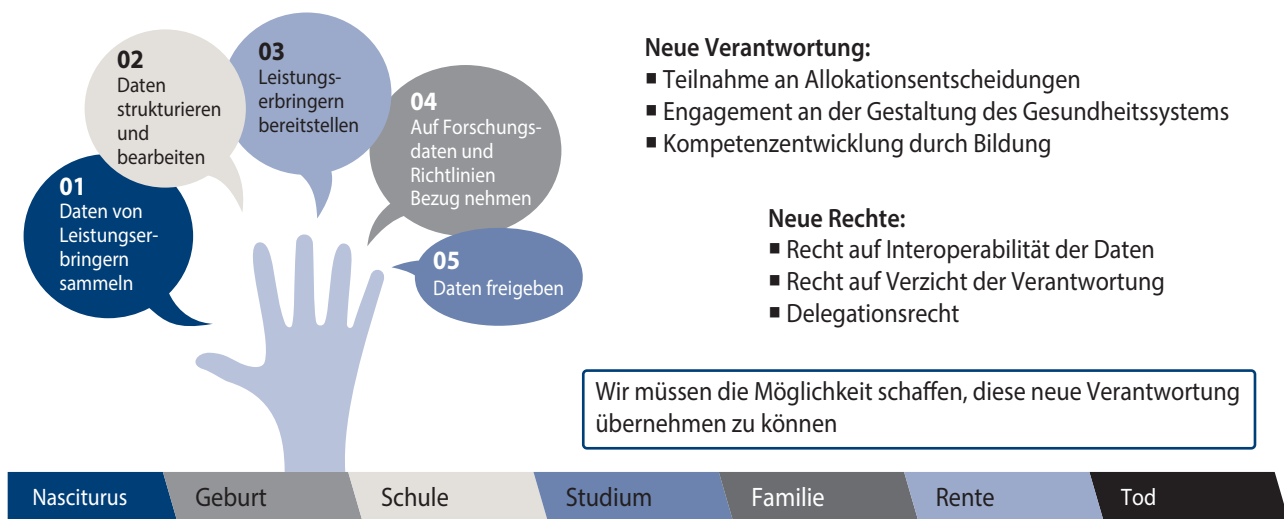 01
Daten von
Leistungser-
bringern
sammeln
02
Daten
strukturieren
und
bearbeiten
03
Leistungs-
erbringern
bereitstellen
04
Auf Forschungs-
daten und
Richtlinien
Bezug nehmen
05
Daten freigeben
Neue Verantwortung:
▪ Teilnahme an Allokationsentscheidungen
▪ Engagement an der Gestaltung des Gesundheitssystems
▪ Kompetenzentwicklung durch Bildung
Neue Rechte:
▪ Recht auf Interoperabilität der Daten
▪ Recht auf Verzicht der Verantwortung
▪ Delegationsrecht
Wir müssen die Möglichkeit schaffen, diese neue Verantwortung
übernehmen zu können
Nasciturus Geburt Schule Studium Familie Rente Tod